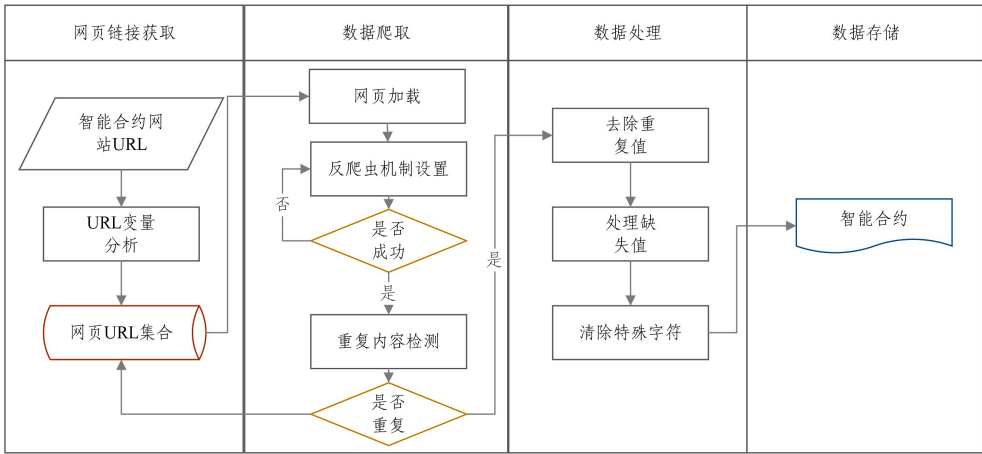 网页链接获取
数据爬取
数据处理
数据存储
智能合约网
站URL
URL变量
分析
网页URL集合
网页加载
反爬虫机制设置
否
是否
成功
是
重复内容检测
是否
重复
是
去除重
复值
处理缺
失值
清除特殊字符
智能合约